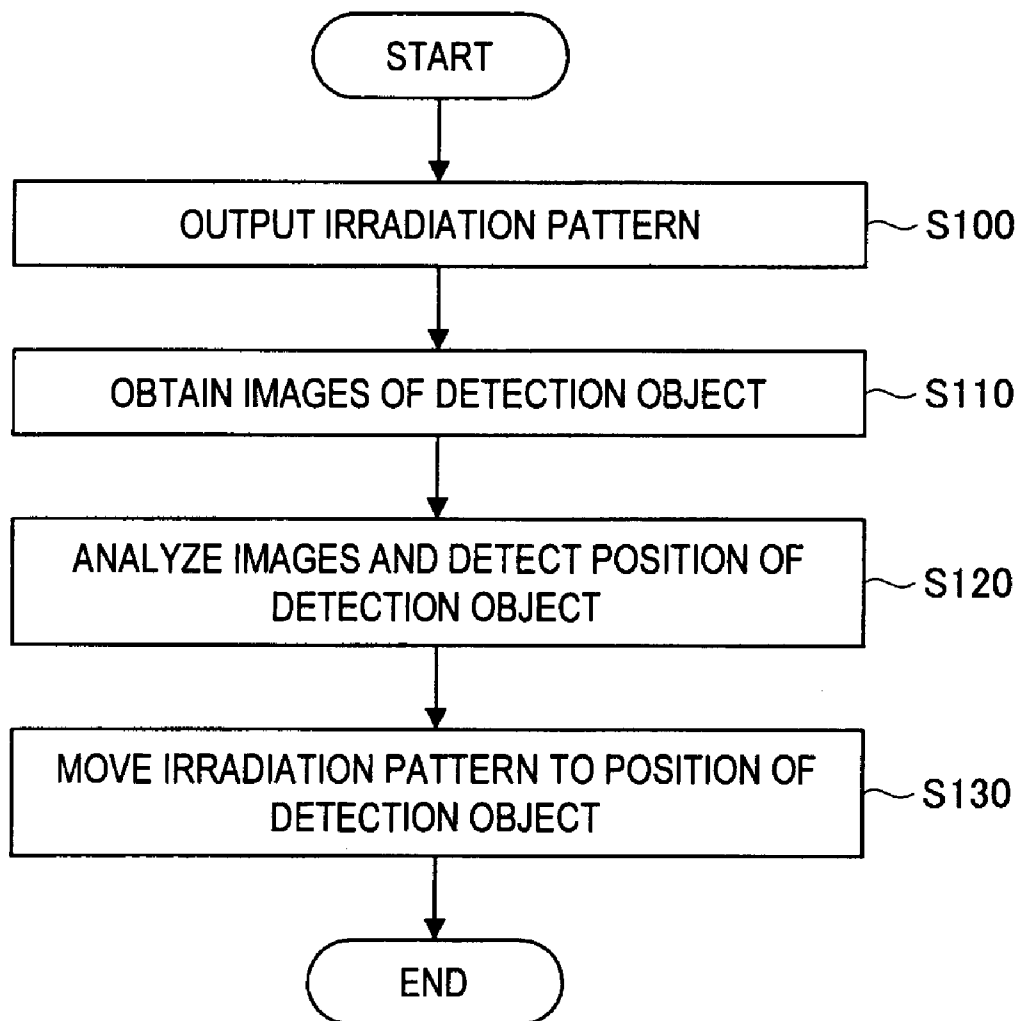 START
OUTPUT IRRADIATION PATTERN
S100
OBTAIN IMAGES OF DETECTION OBJECT
S110
ANALYZE IMAGES AND DETECT POSITION OF
DETECTION OBJECT
S120
MOVE IRRADIATION PATTERN TO POSITION OF
DETECTION OBJECT
S130
END